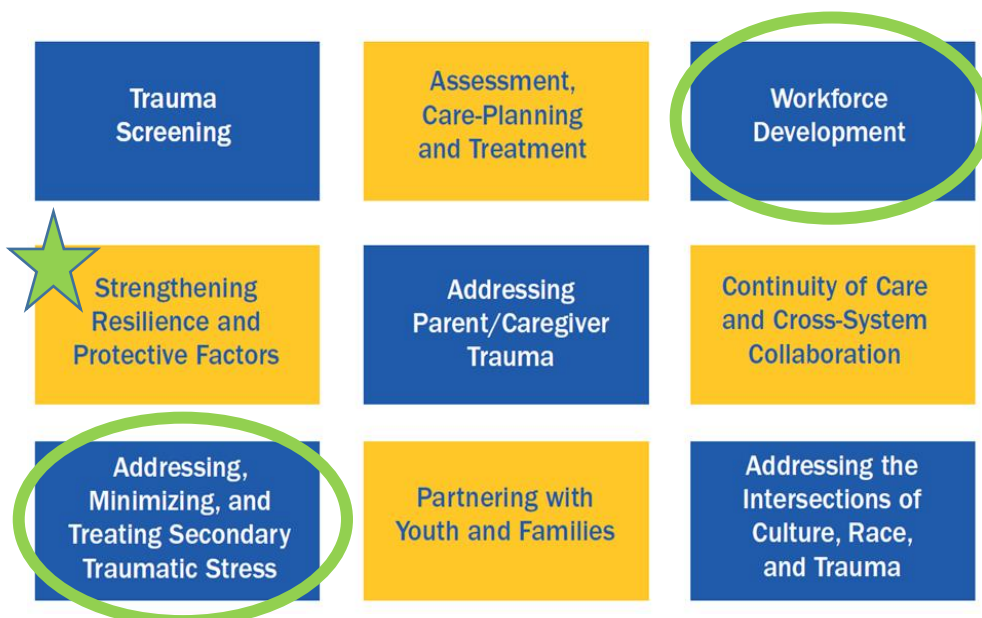 Trauma
Screening
Assessment,
Care-Planning
and Treatment
Workforce
Development
Strengthening
Resilience and
Protective Factors
Addressing
Parent/Caregiver
Trauma
Continuity of Care
and Cross-System
Collaboration
Addressing,
Minimizing, and
Treating Secondary
Traumatic Stress
Partnering with
Youth and Families
Addressing the
Intersections of
Culture, Race,
and Trauma